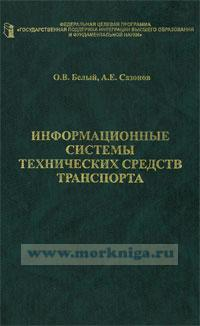 ФЕДЕРАЛЬНАЯ ЦЕЛЕВАЯ ПРОГРАММА
«ГОСУДАРСТВЕННАЯ ПОДДЕРЖКА ИНТЕГРАЦИИ ВЫСШЕГО ОБРАЗОВАНИЯ
И ФУНДАМЕНТАЛЬНОЙ НАУКИ»
О.В. Белый, А.Е. Сазонов
ИНФОРМАЦИОННЫЕ
СИСТЕМЫ
ТЕХНИЧЕСКИХ СРЕДСТВ
ТРАНСПОРТА
www.morkniga.ru